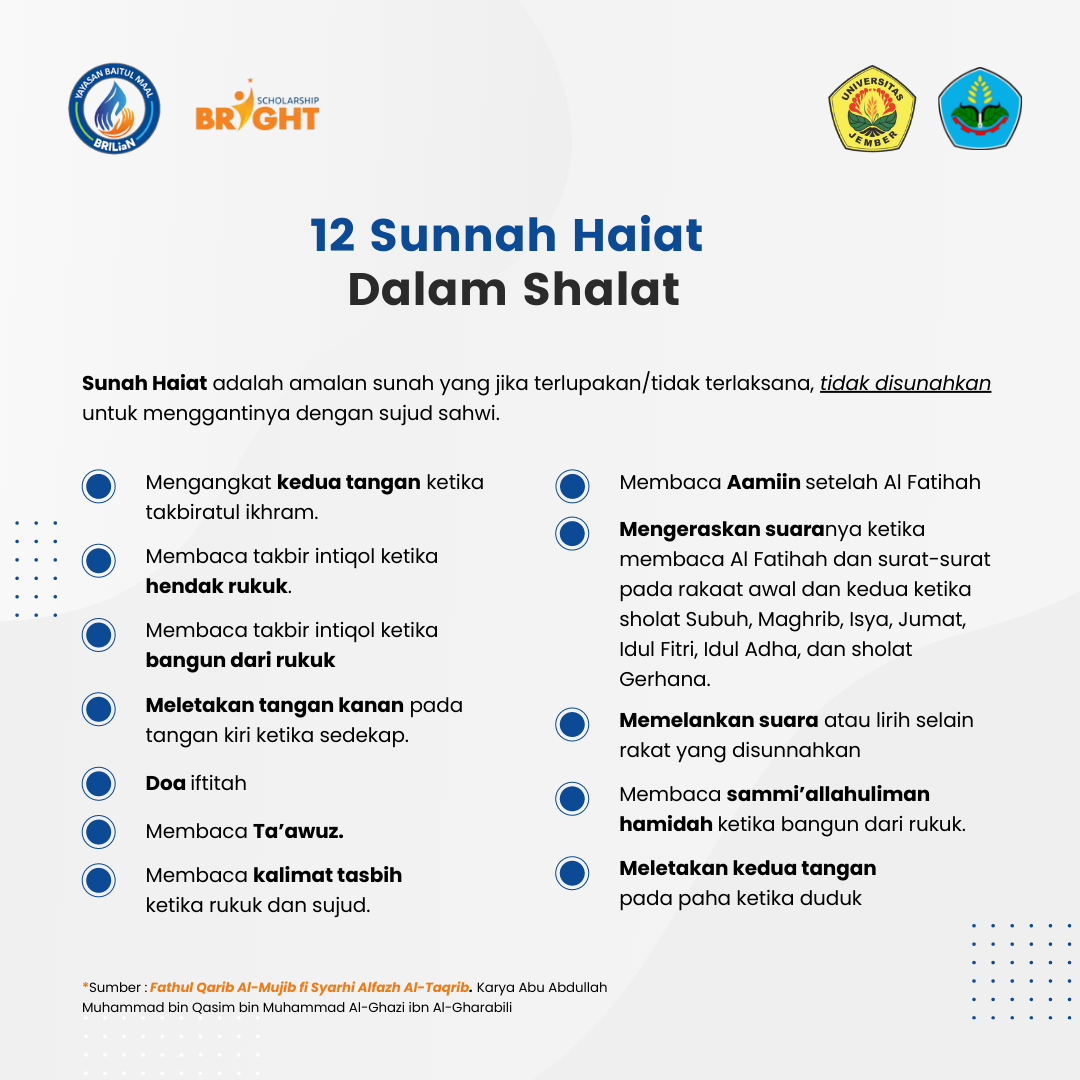 YAYASAN BAITUL MAAL
BRILiaN
SCHOLARSHIP
BRIGHT
UNIVERSITAS
JEMBER
12 Sunnah Haiat
Dalam Shalat
Sunah Haiat adalah amalan sunah yang jika terlupakan/tidak terlaksana, tidak disunahkan
untuk menggantinya dengan sujud sahwi.
Mengangkat kedua tangan ketika
takbiratul ikhram.
Membaca takbir intiqol ketika
hendak rukuk.
Membaca takbir intiqol ketika
bangun dari rukuk
Meletakan tangan kanan pada
tangan kiri ketika sedekap.
Doa iftitah
Membaca Ta’awuz.
Membaca kalimat tasbih
ketika rukuk dan sujud.
Membaca Aamiin setelah Al Fatihah
Mengeraskan suaranya ketika
membaca Al Fatihah dan surat-surat
pada rakaat awal dan kedua ketika
sholat Subuh, Maghrib, Isya, Jumat,
Idul Fitri, Idul Adha, dan sholat
Gerhana.
Memelankan suara atau lirih selain
rakat yang disunnahkan
Membaca sammi’allahuliman
hamidah ketika bangun dari rukuk.
Meletakan kedua tangan
pada paha ketika duduk
*Sumber : Fathul Qarib Al-Mujib fi Syarhi Alfazh Al-Taqrib. Karya Abu Abdullah
Muhammad bin Qasim bin Muhammad Al-Ghazi ibn Al-Gharabili